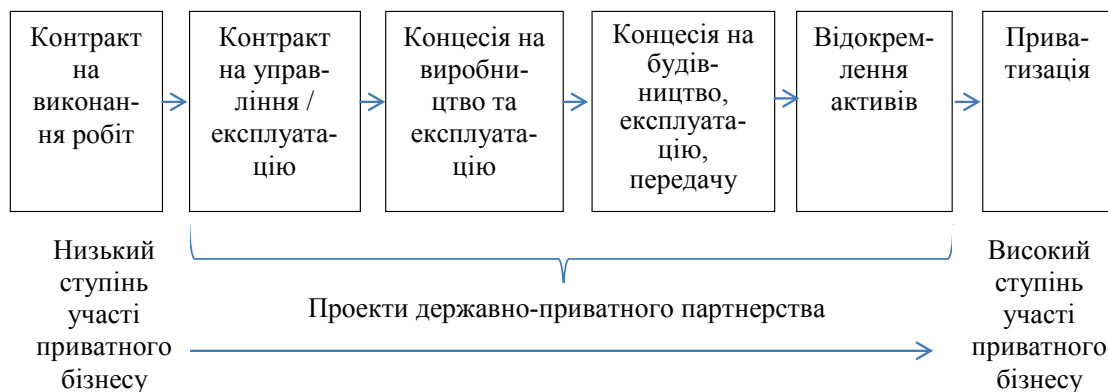 Контракт
на
виконан-
ня робіт
Контракт
на управ-
ління /
експлуата-
цію
Концесія на
виробни-
цтво та
експлуата-
цію
Концесія на
будів-
ництво,
експлуата-
цію,
передачу
Відокрем-
лення
активів
Прива-
тизація
Низький
ступінь
участі
приватного
бізнесу
Проекти державно-приватного партнерства
Високий
ступінь
участі
приватного
бізнесу